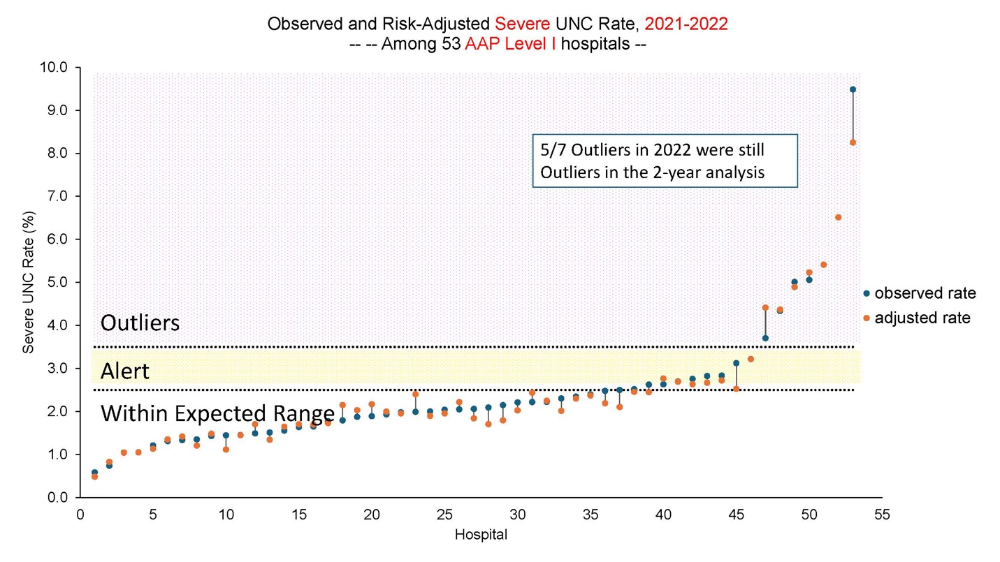 Observed and Risk-Adjusted Severe UNC Rate, 2021-2022
-- -- Among 53 AAP Level I hospitals --
10.0
9.0
8.0
7.0
6.0
5.0
4.0
3.0
2.0
1.0
0.0
Severe UNC Rate (%)
5/7 Outliers in 2022 were still
Outliers in the 2-year analysis
Outliers
Alert
Within Expected Range
observed rate
adjusted rate
0 5 10 15 20 25 30 35 40 45 50 55
Hospital